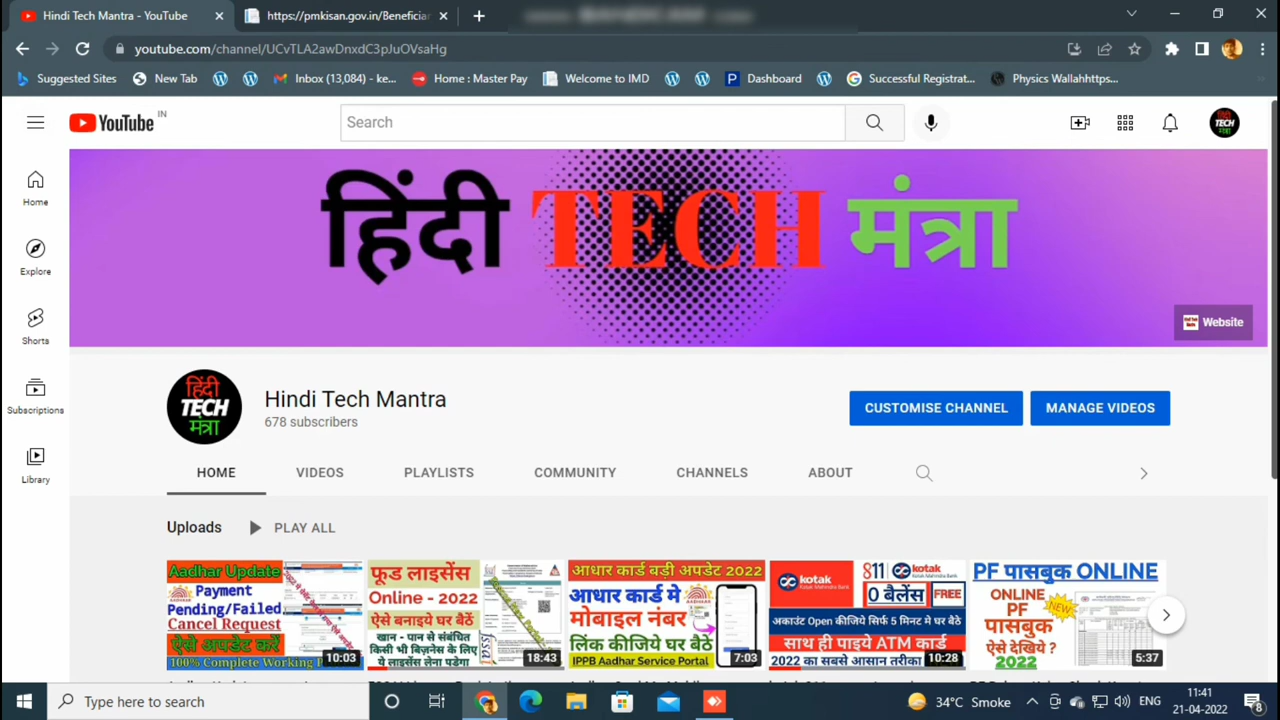 Hindi Tech Mantra - YouTube
https://pmkisan.gov.in/Beneficiar
BANDICAM
youtube.com/channel/UCvTLA2awDnxdC3pJuOVsaHg
Suggested Sites
New Tab
Inbox (13,084) - ke...
Home : Master Pay
Welcome to IMD
Dashboard
Successful Registrat...
Physics Wallahhttps...
YouTube IN
Search
हिंदी TECH मंत्रा
Website
Home
Explore
Shorts
Subscriptions
Library
हिंदी
TECH
मंत्रा
Hindi Tech Mantra
678 subscribers
CUSTOMISE CHANNEL
MANAGE VIDEOS
HOME
VIDEOS
PLAYLISTS
COMMUNITY
CHANNELS
ABOUT
Uploads
PLAY ALL
Aadhar Update
Payment
Pending/Failed
Cancel Request
ऐसे अपडेट करें
100% Complete Working
10:03
फूड लाइसेंस
Online - 2022
ऐसे बनाये घर बैठें
खान - पान से संबंधित
किसी भी बिज़नेस के लिए
ये लाइसेंस लेना पड़ेगा
18:43
आधार कार्ड बड़ी अपडेट 2022
आधार कार्ड मे
मोबाइल नंबर
लिंक कीजिये घर बैठे
IPPB Aadhar Service Portal
7:03
kotak
811 kotak
Kotak Mahindra Bank
0 बैलेंस FREE
अकाउंट Open कीजिये सिर्फ 5 मिनट मे घर बैठे
साथ ही पाइये ATM कार्ड
2022 का सबसे आसान तरीका
10:28
PF पासबुक ONLINE
ONLINE
PF
पासबुक
ऐसे देखिए ?
2022
NEW
5:37
Type here to search
34°C Smoke
ENG
11:41
21-04-2022
8